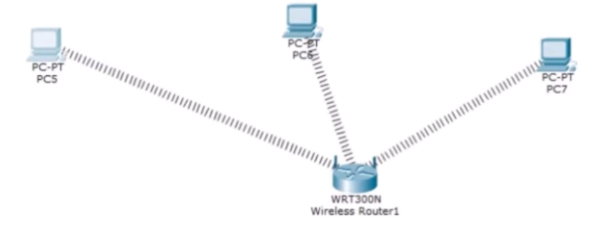 PC-PT
PC5
PC-PT
PC6
PC-PT
PC7
WRT300N
Wireless Router1